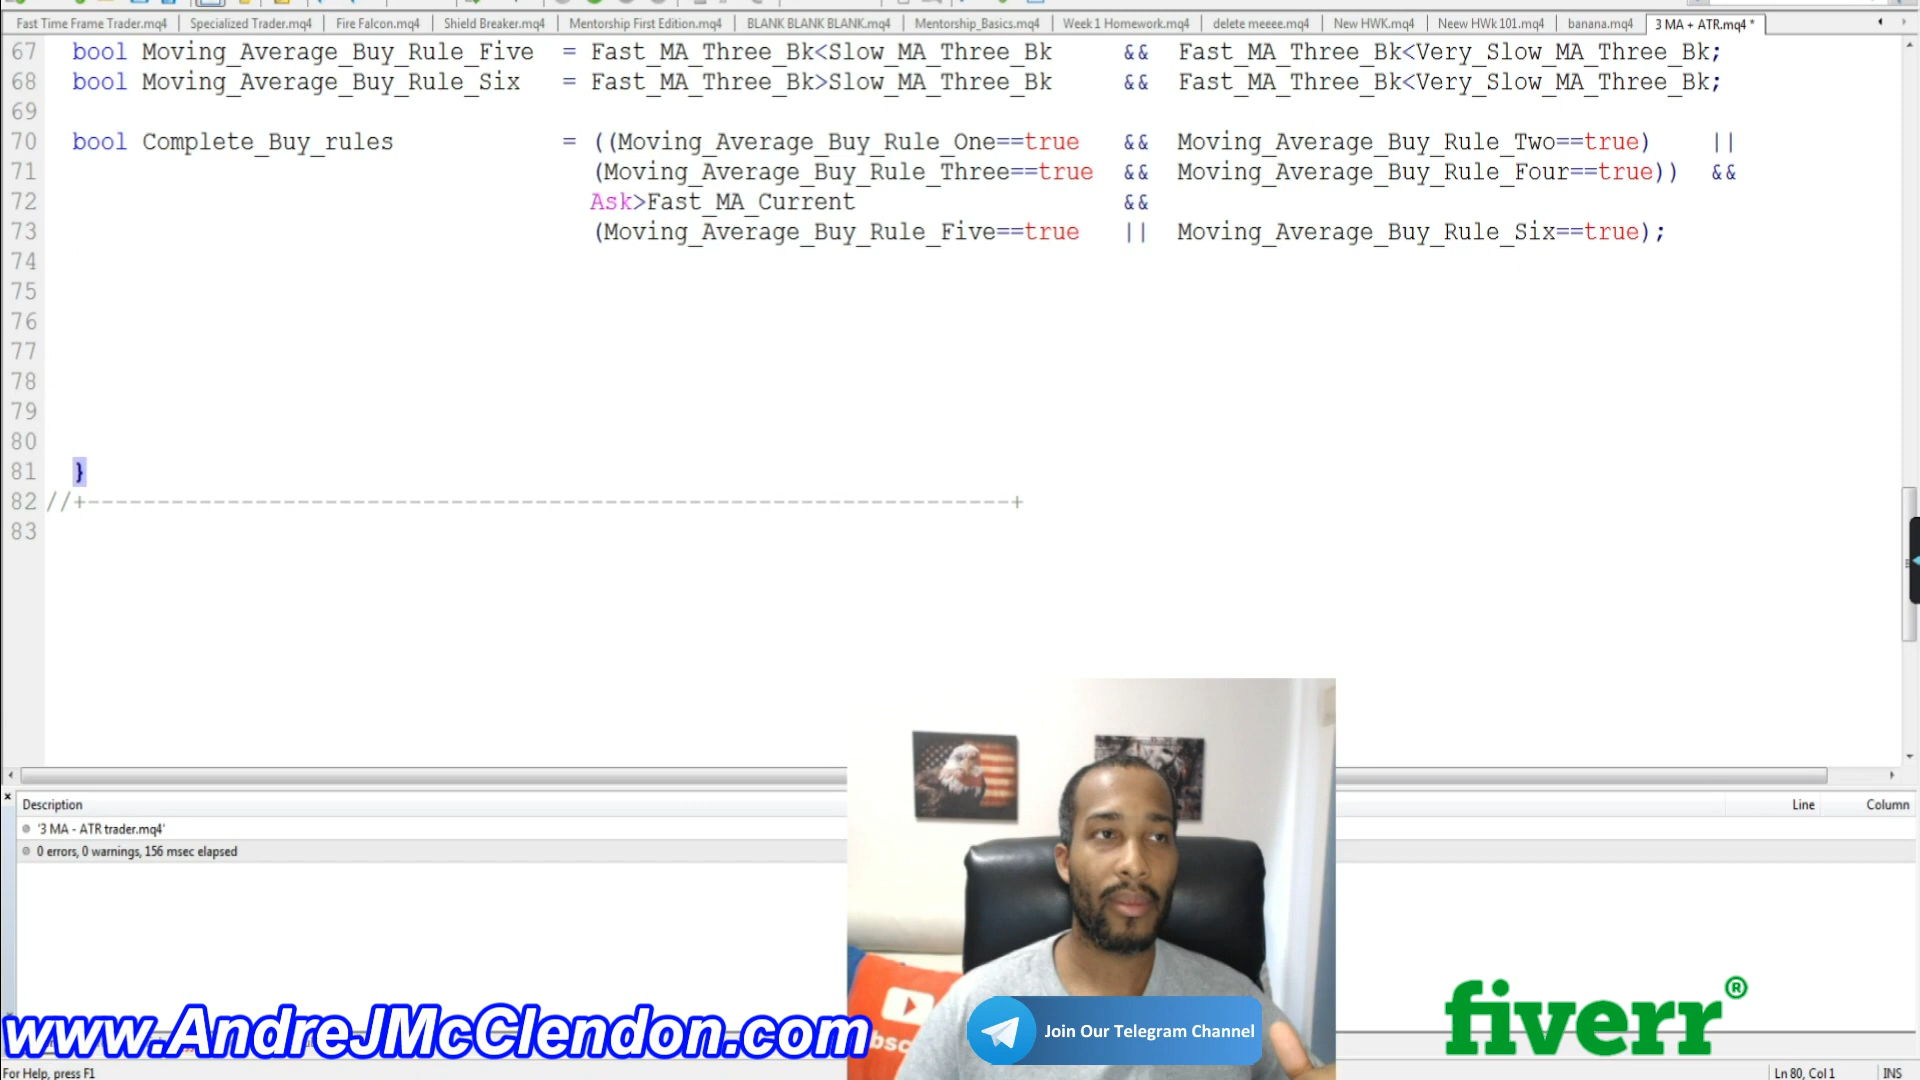 Fast Time Frame Trader.mq4 Specialized Trader.mq4 Fire Falcon.mq4 Shield Breaker.mq4 Mentorship First Edition.mq4 BLANK BLANK BLANK.mq4 Mentorship_Basics.mq4 Week 1 Homework.mq4 delete meeee.mq4 New HWK.mq4 Neew HWk 101.mq4 banana.mq4 3 MA + ATR.mq4 *
67 bool Moving_Average_Buy_Rule_Five = Fast_MA_Three_Bk<Slow_MA_Three_Bk && Fast_MA_Three_Bk<Very_Slow_MA_Three_Bk;
68 bool Moving_Average_Buy_Rule_Six = Fast_MA_Three_Bk>Slow_MA_Three_Bk && Fast_MA_Three_Bk<Very_Slow_MA_Three_Bk;
69
70 bool Complete_Buy_rules = ((Moving_Average_Buy_Rule_One==true && Moving_Average_Buy_Rule_Two==true) ||
71 (Moving_Average_Buy_Rule_Three==true && Moving_Average_Buy_Rule_Four==true)) &&
72 Ask>Fast_MA_Current &&
73 (Moving_Average_Buy_Rule_Five==true || Moving_Average_Buy_Rule_Six==true);
74
75
76
77
78
79
80
81 }
82 //+------------------------------------------------------------------+
83
Description Line Column
'3 MA - ATR trader.mq4'
0 errors, 0 warnings, 156 msec elapsed
www.AndreJMcClendon.com
Join Our Telegram Channel
fiverr®
For Help, press F1 Ln 80, Col 1 INS